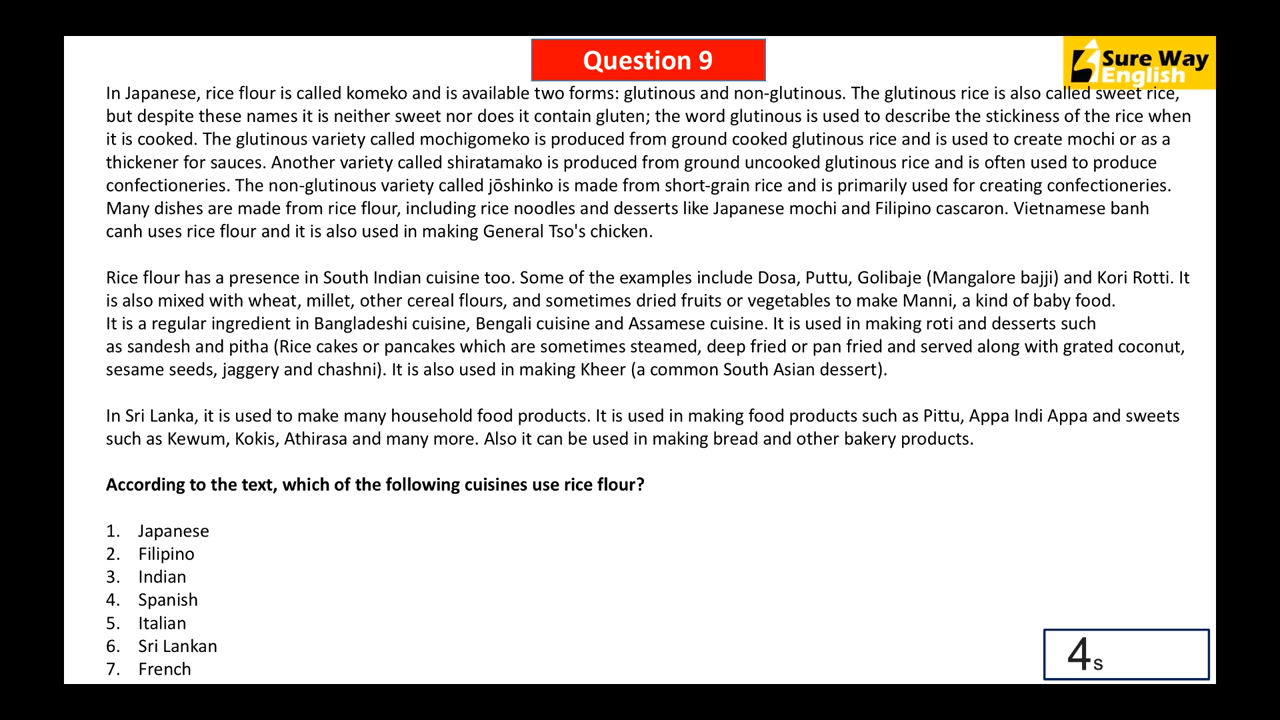 Question 9
Sure Way
English
In Japanese, rice flour is called komeko and is available two forms: glutinous and non-glutinous. The glutinous rice is also called sweet rice,
but despite these names it is neither sweet nor does it contain gluten; the word glutinous is used to describe the stickiness of the rice when
it is cooked. The glutinous variety called mochigomeko is produced from ground cooked glutinous rice and is used to create mochi or as a
thickener for sauces. Another variety called shiratamako is produced from ground uncooked glutinous rice and is often used to produce
confectioneries. The non-glutinous variety called jōshinko is made from short-grain rice and is primarily used for creating confectioneries.
Many dishes are made from rice flour, including rice noodles and desserts like Japanese mochi and Filipino cascaron. Vietnamese banh
canh uses rice flour and it is also used in making General Tso's chicken.
Rice flour has a presence in South Indian cuisine too. Some of the examples include Dosa, Puttu, Golibaje (Mangalore bajji) and Kori Rotti. It
is also mixed with wheat, millet, other cereal flours, and sometimes dried fruits or vegetables to make Manni, a kind of baby food.
It is a regular ingredient in Bangladeshi cuisine, Bengali cuisine and Assamese cuisine. It is used in making roti and desserts such
as sandesh and pitha (Rice cakes or pancakes which are sometimes steamed, deep fried or pan fried and served along with grated coconut,
sesame seeds, jaggery and chashni). It is also used in making Kheer (a common South Asian dessert).
In Sri Lanka, it is used to make many household food products. It is used in making food products such as Pittu, Appa Indi Appa and sweets
such as Kewum, Kokis, Athirasa and many more. Also it can be used in making bread and other bakery products.
According to the text, which of the following cuisines use rice flour?
1. Japanese
2. Filipino
3. Indian
4. Spanish
5. Italian
6. Sri Lankan
7. French
4s